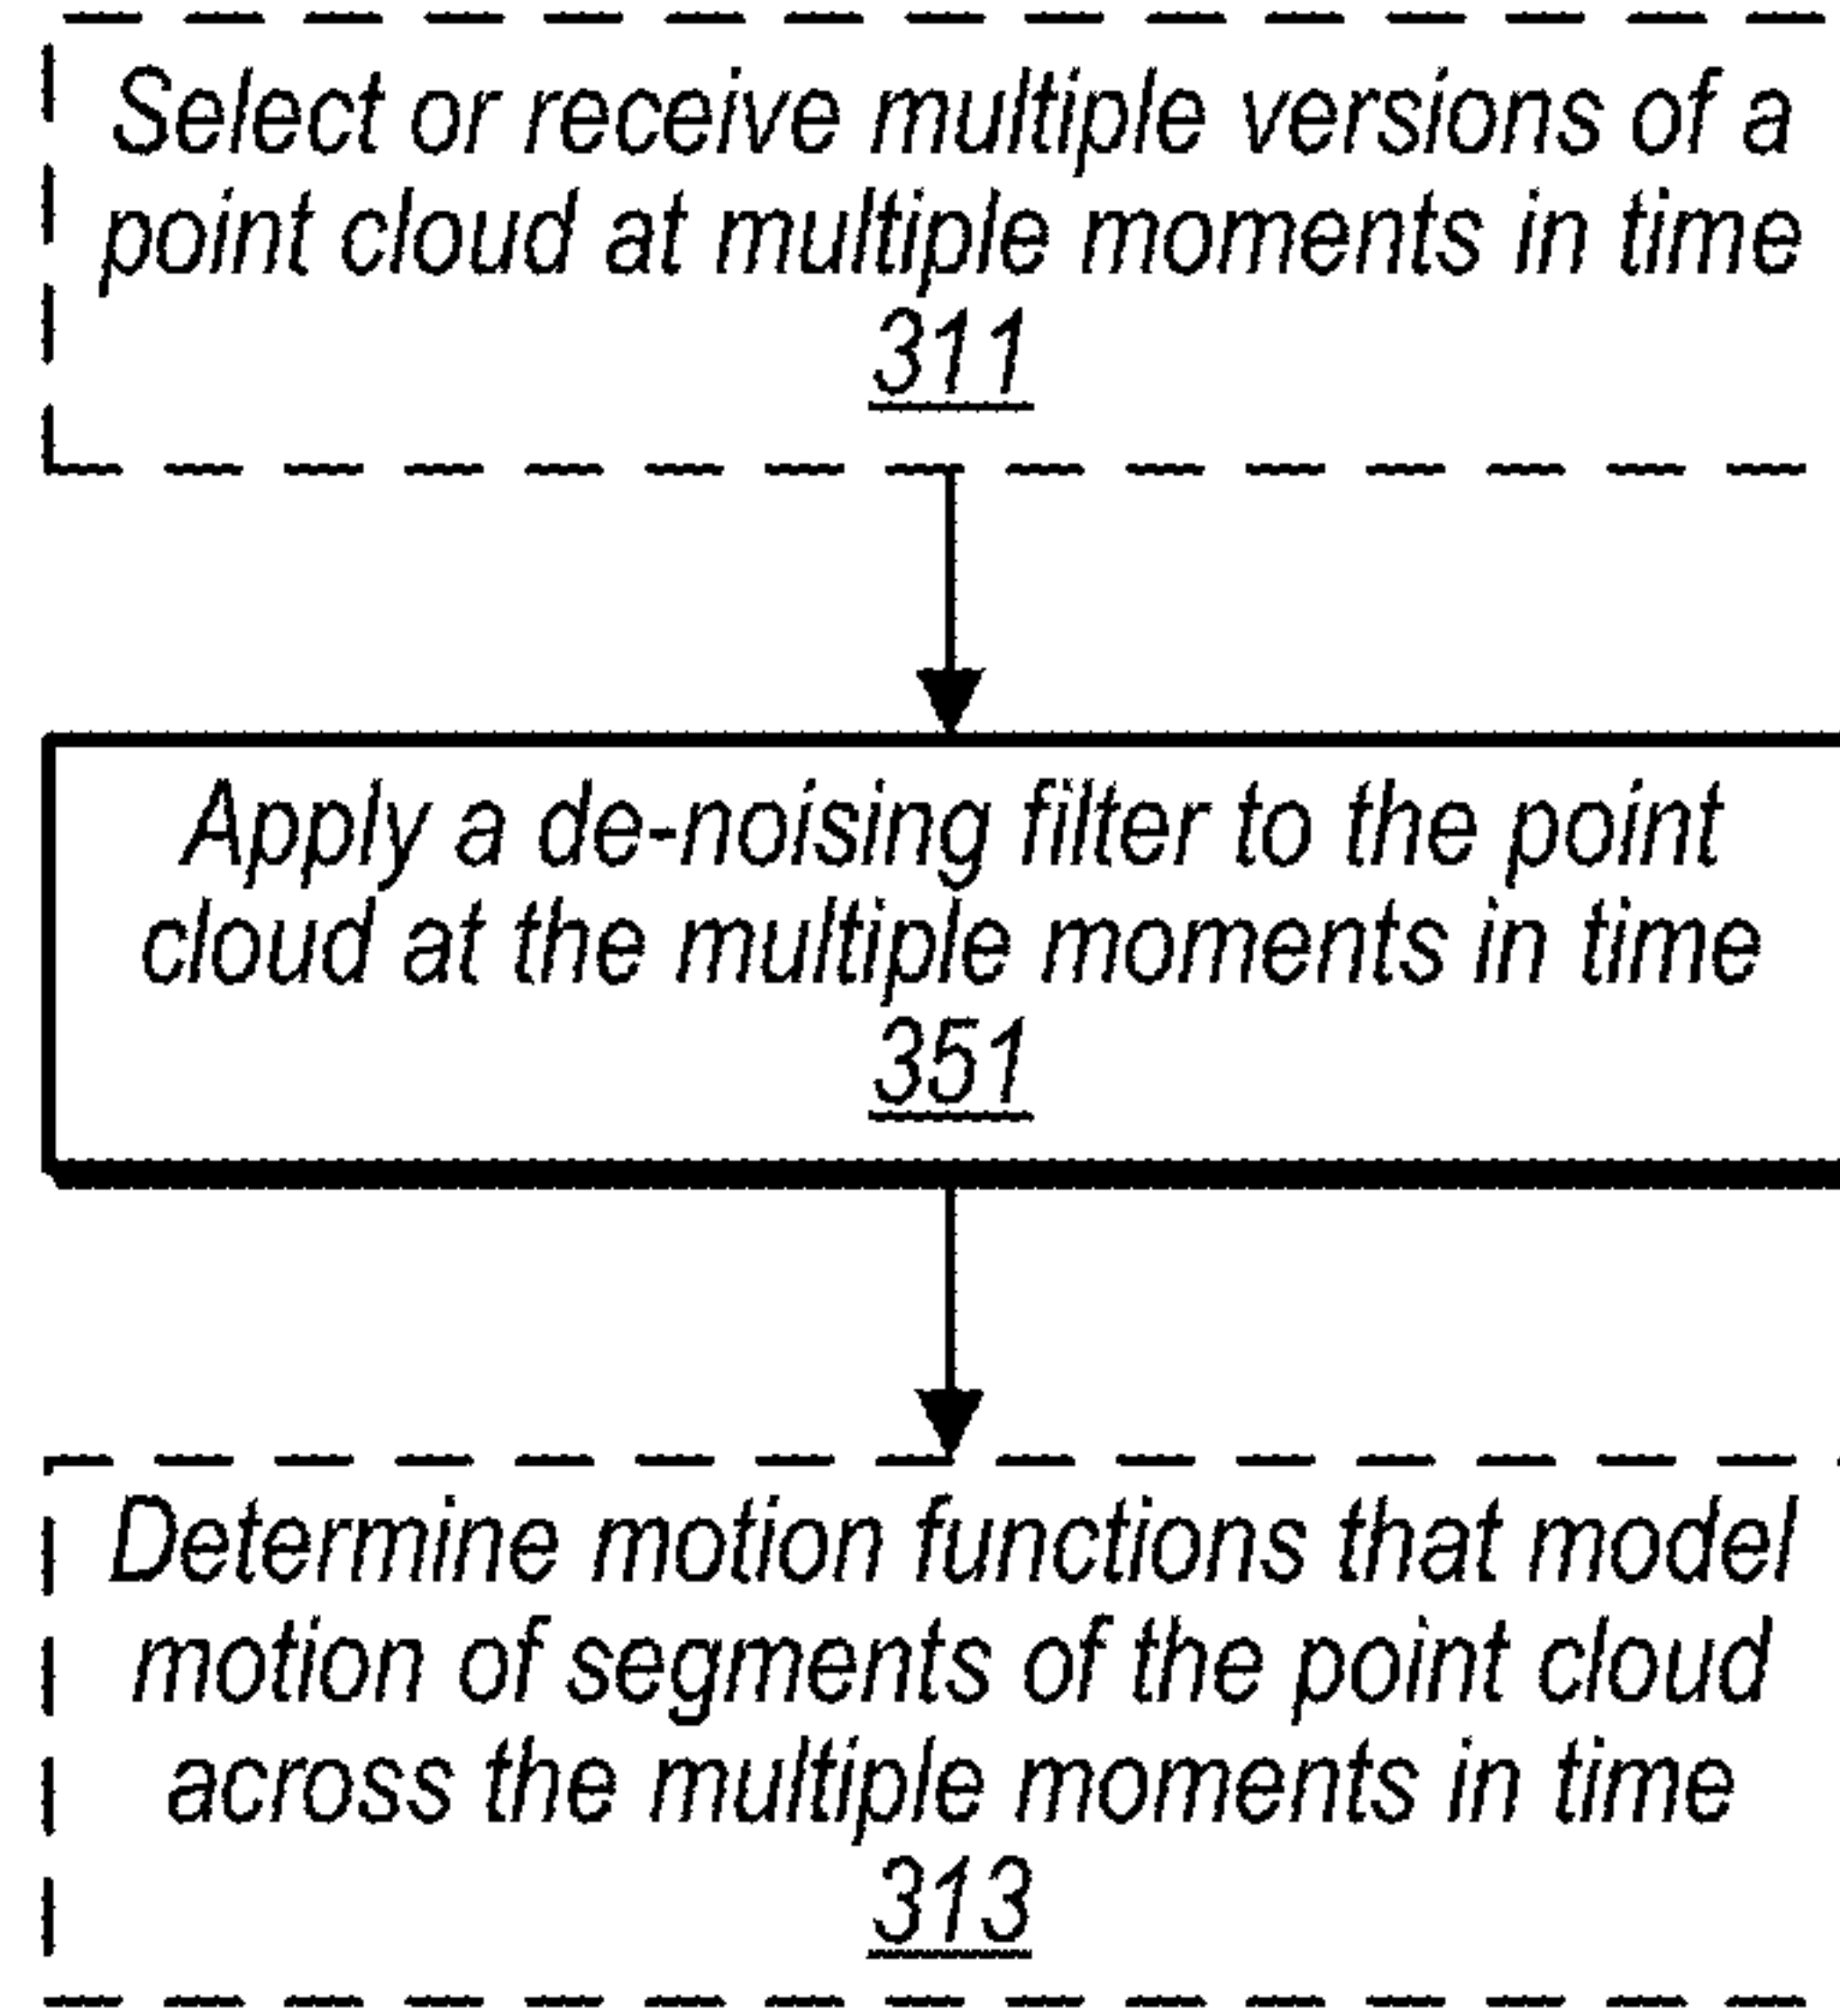 Select or receive multiple versions of a
point cloud at multiple moments in time
311
Apply a de-noising filter to the point
cloud at the multiple moments in time
351
Determine motion functions that model
motion of segments of the point cloud
across the multiple moments in time
313